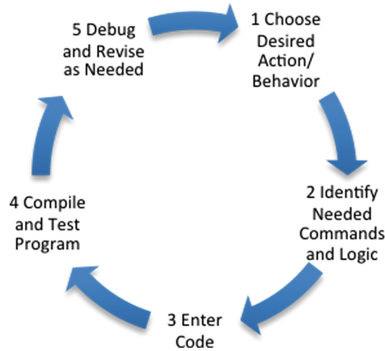 1 Choose
Desired
Action/
Behavior
2 Identify
Needed
Commands
and Logic
3 Enter
Code
4 Compile
and Test
Program
5 Debug
and Revise
as Needed